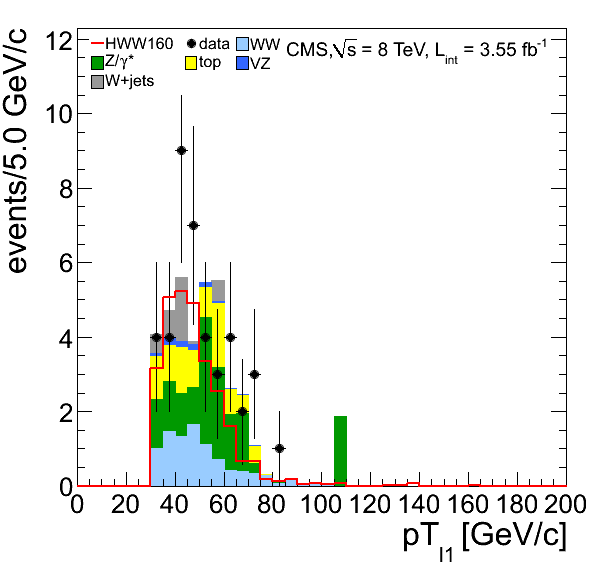 HWW160 data WW
Z/γ* top VZ
W+jets
CMS,√s = 8 TeV, L_int = 3.55 fb⁻¹
events/5.0 GeV/c
12
10
8
6
4
2
0
0 20 40 60 80 100 120 140 160 180 200
pT_l1 [GeV/c]